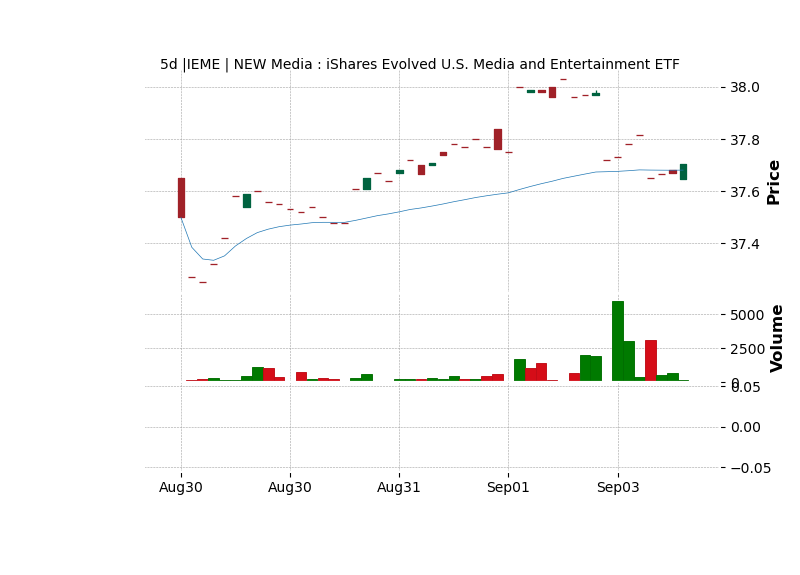 5d |IEME | NEW Media : iShares Evolved U.S. Media and Entertainment ETF
38.0
37.8
37.6
37.4
Price
5000
2500
0
Volume
0.05
0.00
−0.05
Aug30 Aug30 Aug31 Sep01 Sep03